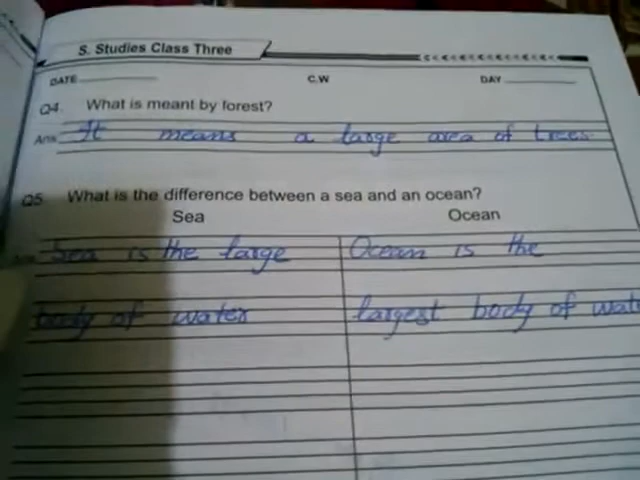 S. Studies Class Three
DATE C.W DAY
Q4. What is meant by forest?
Ans It means a large area of trees.
Q5 What is the difference between a sea and an ocean?
Sea Ocean
Sea is the large Ocean is the
body of water largest body of wat